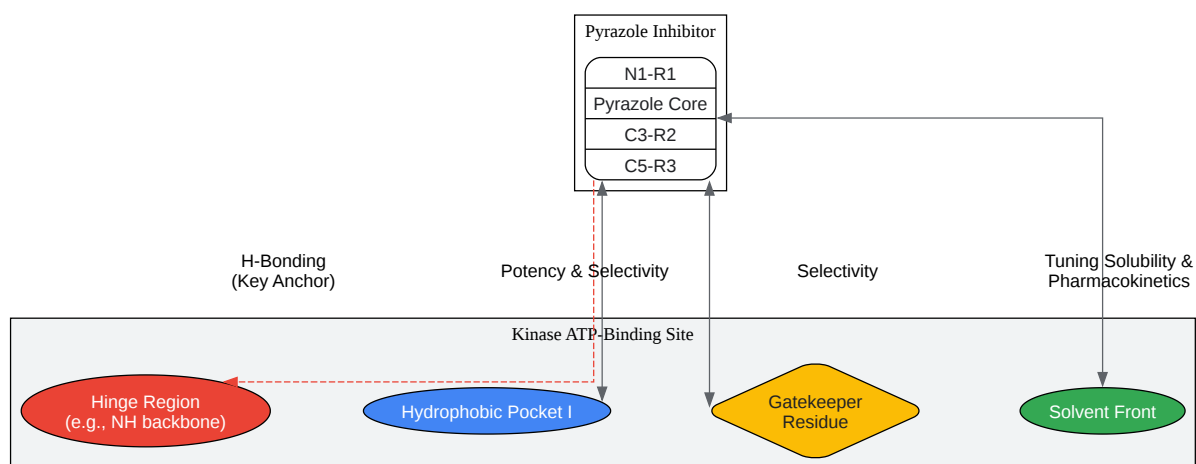 Pyrazole Inhibitor
N1-R1
Pyrazole Core
C3-R2
C5-R3
H-Bonding
(Key Anchor)
Potency & Selectivity
Selectivity
Tuning Solubility &
Pharmacokinetics
Kinase ATP-Binding Site
Hinge Region
(e.g., NH backbone)
Hydrophobic Pocket I
Gatekeeper
Residue
Solvent Front